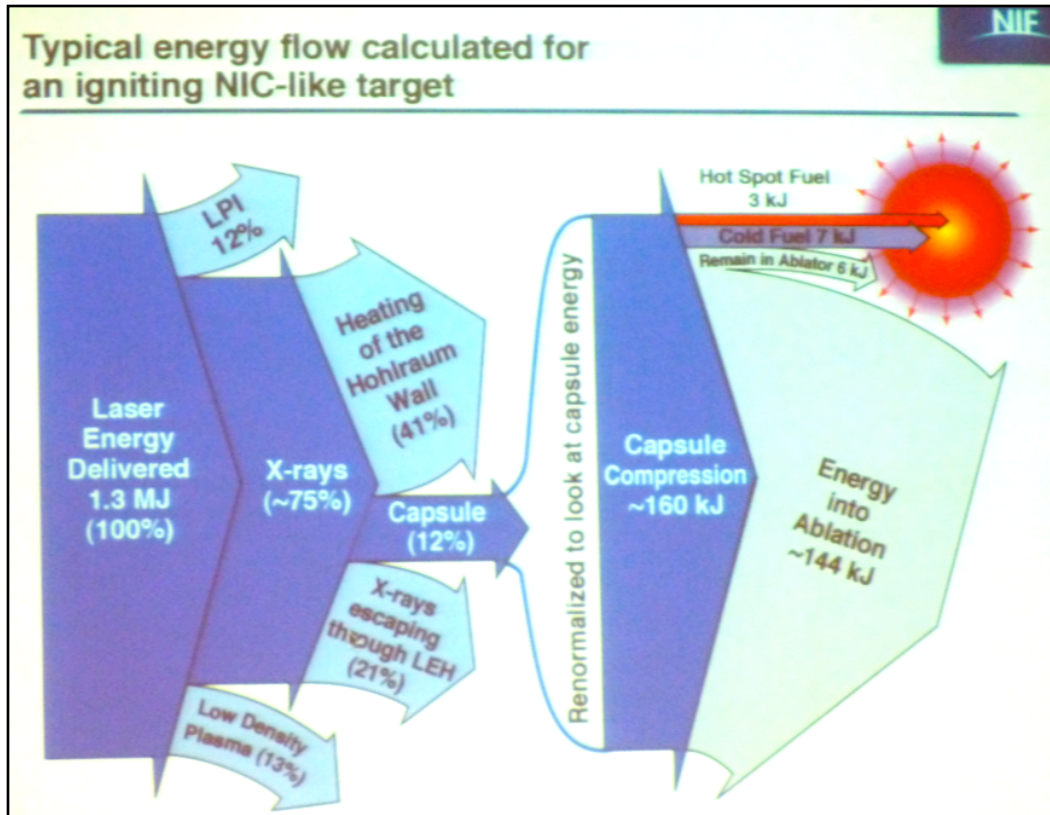 Typical energy flow calculated for
an igniting NIC-like target
NIF
LPI
12%
Heating
of the
Hohlraum
Wall
(41%)
Laser
Energy
Delivered
1.3 MJ
(100%)
X-rays
(~75%)
Capsule
(12%)
X-rays
escaping
through LEH
(21%)
Low Density
Plasma (13%)
Renormalized to look at capsule energy
Capsule
Compression
~160 kJ
Hot Spot Fuel
3 kJ
Cold Fuel 7 kJ
Remain in Ablator 6 kJ
Energy
into
Ablation
~144 kJ